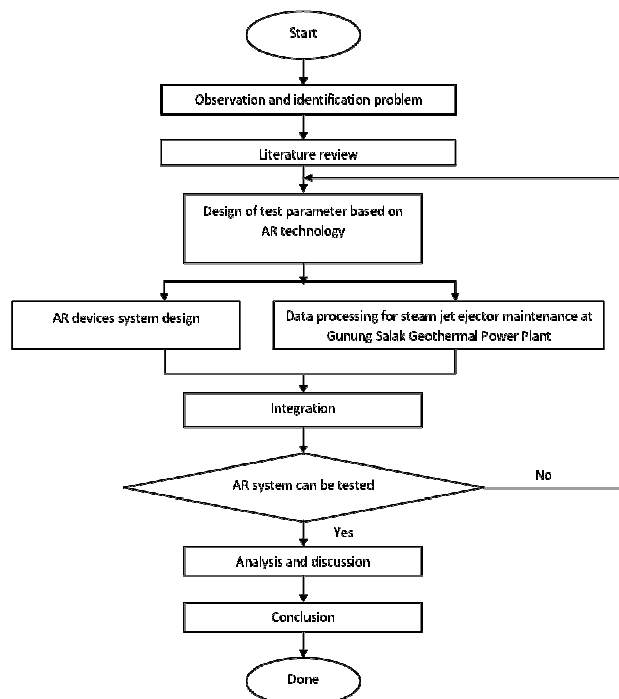 Start
Observation and identification problem
Literature review
Design of test parameter based on
AR technology
AR devices system design
Data processing for steam jet ejector maintenance at
Gunung Salak Geothermal Power Plant
Integration
AR system can be tested
No
Yes
Analysis and discussion
Conclusion
Done